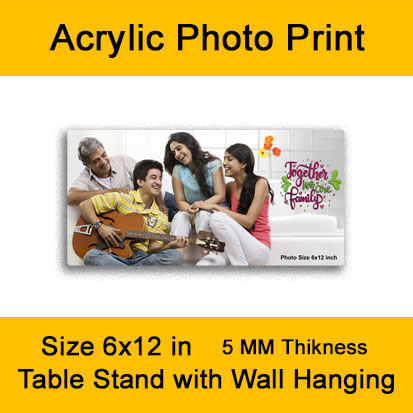 Acrylic Photo Print
Together
we are
family
Photo Size 6x12 inch
Size 6x12 in 5 MM Thikness
Table Stand with Wall Hanging